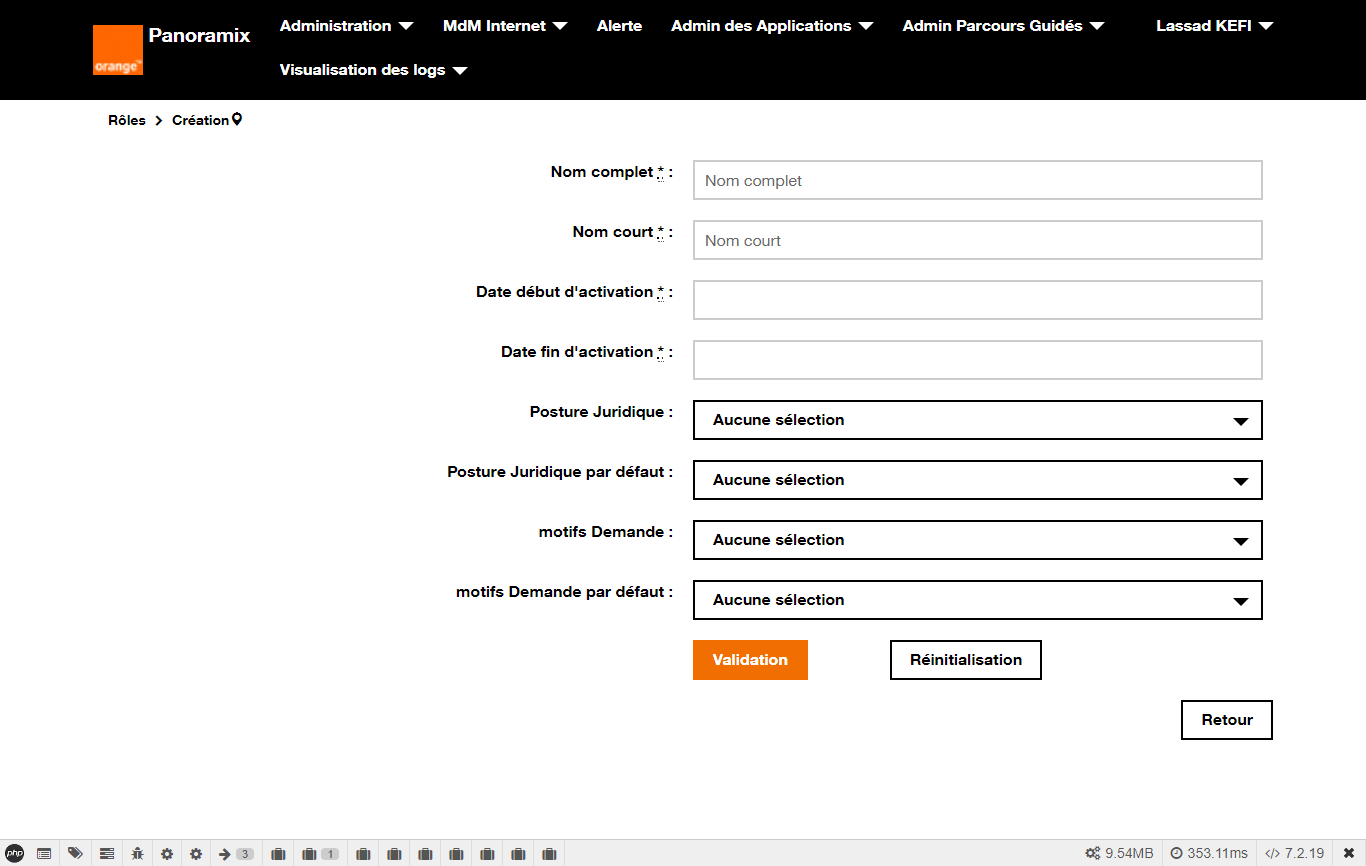 orange™
Panoramix
Administration
MdM Internet
Alerte
Admin des Applications
Admin Parcours Guidés
Lassad KEFI
Visualisation des logs
Rôles > Création
Nom complet * :
Nom complet
Nom court * :
Nom court
Date début d'activation * :
Date fin d'activation * :
Posture Juridique :
Aucune sélection
Posture Juridique par défaut :
Aucune sélection
motifs Demande :
Aucune sélection
motifs Demande par défaut :
Aucune sélection
Validation
Réinitialisation
Retour
php
3
1
9.54MB
353.11ms
</> 7.2.19